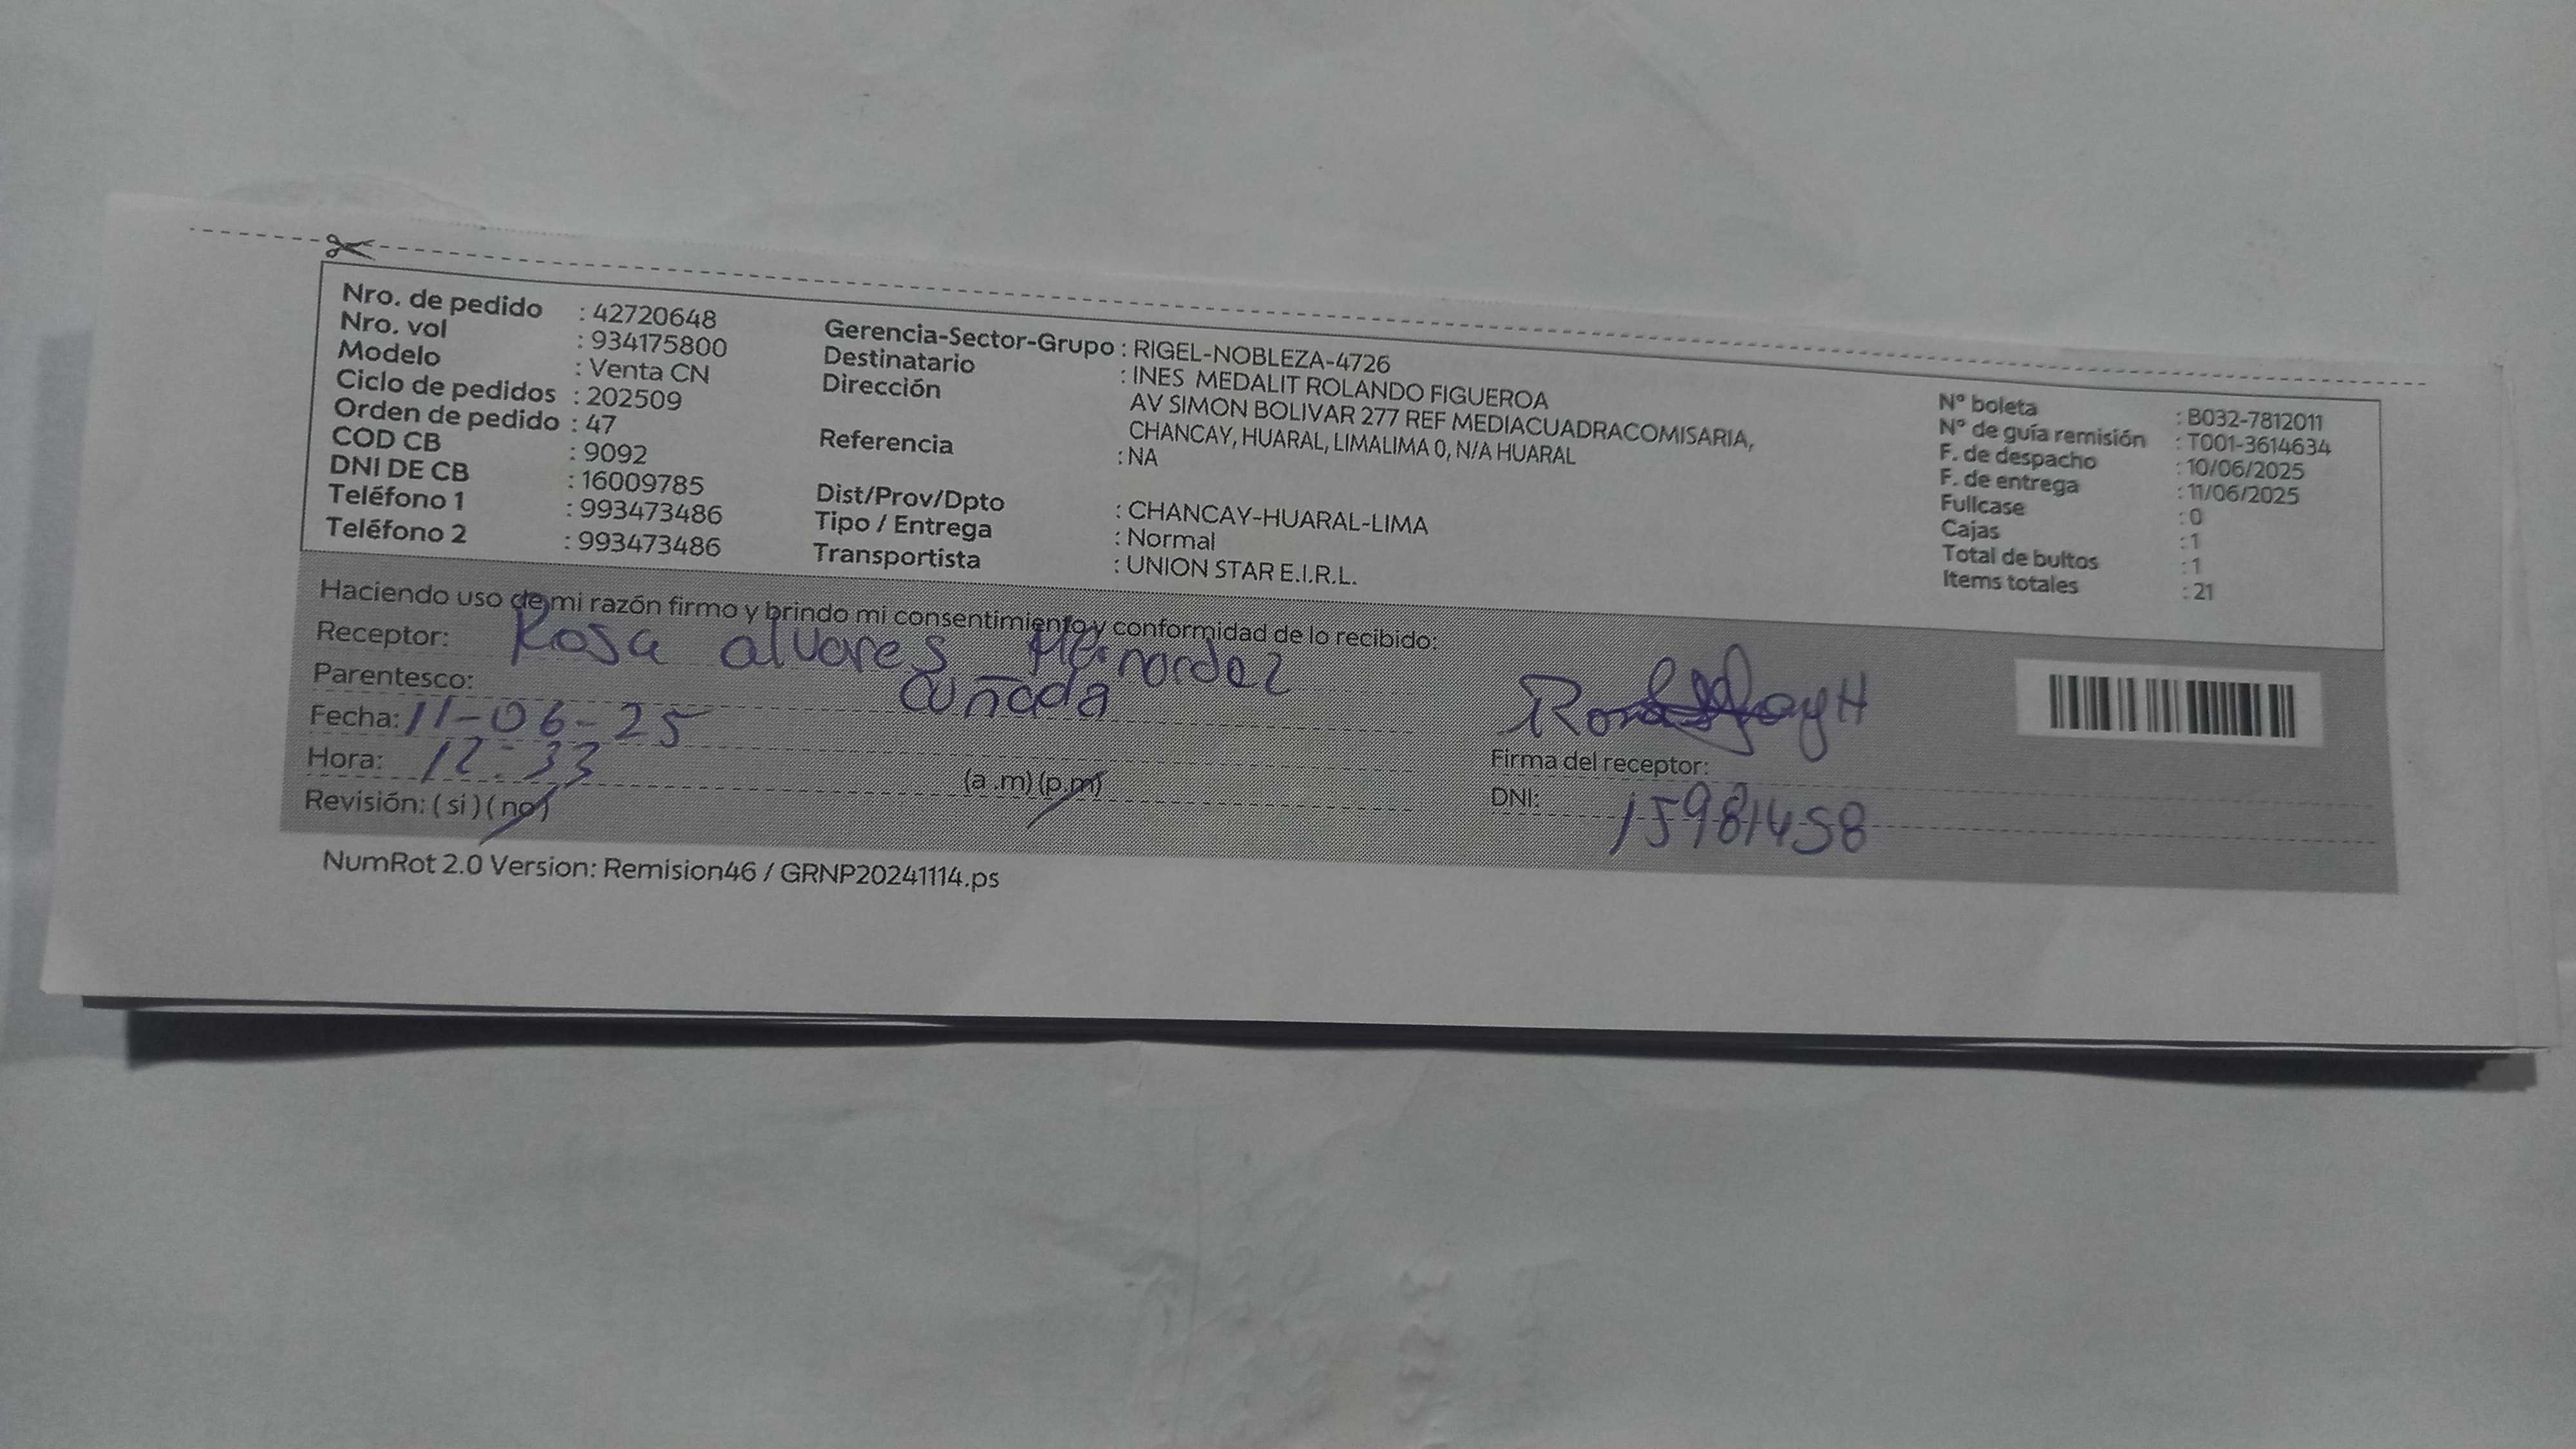 Nro. de pedido : 42720648
Nro. vol : 934175800
Modelo : Venta CN
Ciclo de pedidos : 202509
Orden de pedido : 47
COD CB : 9092
DNI DE CB : 16009785
Teléfono 1 : 993473486
Teléfono 2 : 993473486
Gerencia-Sector-Grupo : RIGEL-NOBLEZA-4726
Destinatario : INES MEDALIT ROLANDO FIGUEROA
Dirección AV SIMON BOLIVAR 277 REF MEDIACUADRACOMISARIA,
CHANCAY, HUARAL, LIMALIMA 0, N/A HUARAL
Referencia : NA
Dist/Prov/Dpto : CHANCAY-HUARAL-LIMA
Tipo / Entrega : Normal
Transportista : UNION STAR E.I.R.L.
N° boleta : B032-7812011
N° de guía remisión : T001-3614634
F. de despacho : 10/06/2025
F. de entrega : 11/06/2025
Fullcase : 0
Cajas : 1
Total de bultos : 1
Items totales : 21
Haciendo uso de mi razón firmo y brindo mi consentimiento y conformidad de lo recibido:
Receptor: Rosa alvares Hernandez
Parentesco: Cuñada
Fecha: 11-06-25
Hora: 12:33 (a.m) (p.m)
Revisión: ( si ) ( no )
Firma del receptor:
DNI: 15981458
NumRot 2.0 Version: Remision46 / GRNP20241114.ps